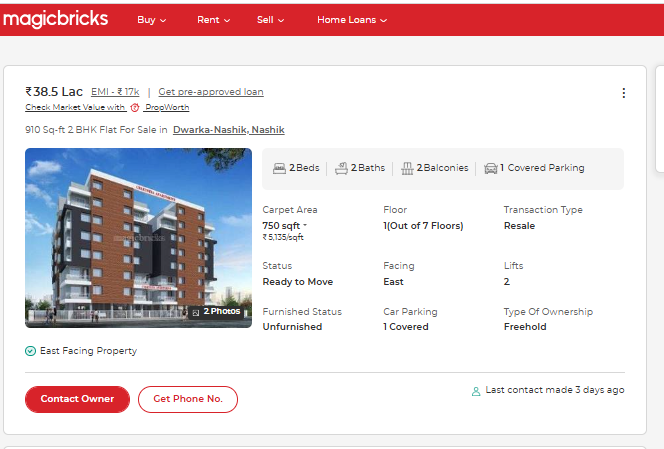 magicbricks Buy Rent Sell Home Loans
₹38.5 Lac EMI - ₹ 17k | Get pre-approved loan
Check Market Value with PropWorth
910 Sq-ft 2 BHK Flat For Sale in Dwarka-Nashik, Nashik
2 Beds 2 Baths 2 Balconies 1 Covered Parking
Carpet Area Floor Transaction Type
750 sqft 1(Out of 7 Floors) Resale
₹5,135/sqft
Status Facing Lifts
Ready to Move East 2
Furnished Status Car Parking Type Of Ownership
Unfurnished 1 Covered Freehold
magicbricks
2 Photos
East Facing Property
Contact Owner Get Phone No. Last contact made 3 days ago